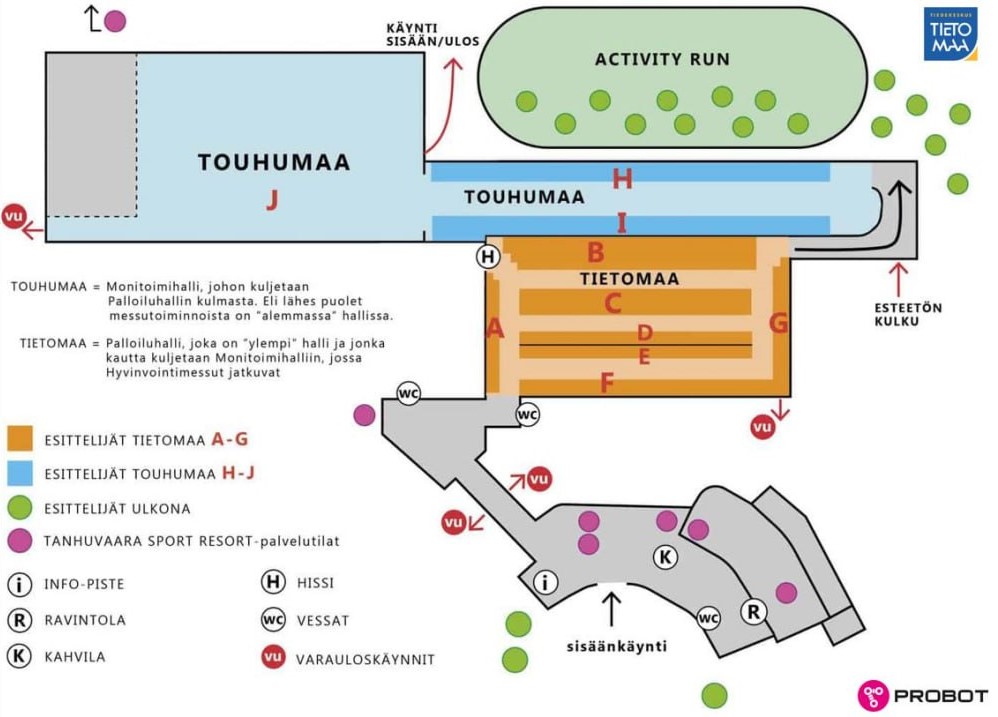 KÄYNTI
SISÄÄN/ULOS
ACTIVITY RUN
TIEDEKESKUS
TIETO
MAA
TOUHUMAA
J
H
TOUHUMAA
I
vu
H
B
TIETOMAA
C
A
D
E
G
F
ESTEETÖN
KULKU
TOUHUMAA = Monitoimihalli, johon kuljetaan
Palloiluhallin kulmasta. Eli lähes puolet
messutoiminnoista on "alemmassa" hallissa.
TIETOMAA = Palloiluhalli, joka on "ylempi" halli ja jonka
kautta kuljetaan Monitoimihalliin, jossa
Hyvinvointimessut jatkuvat
wc
wc
vu
vu
vu
ESITTELIJÄT TIETOMAA A-G
ESITTELIJÄT TOUHUMAA H-J
ESITTELIJÄT ULKONA
TANHUVAARA SPORT RESORT-palvelutilat
i INFO-PISTE
R RAVINTOLA
K KAHVILA
H HISSI
wc VESSAT
vu VARAULOSKÄYNNIT
K
i
R
wc
sisäänkäynti
PROBOT